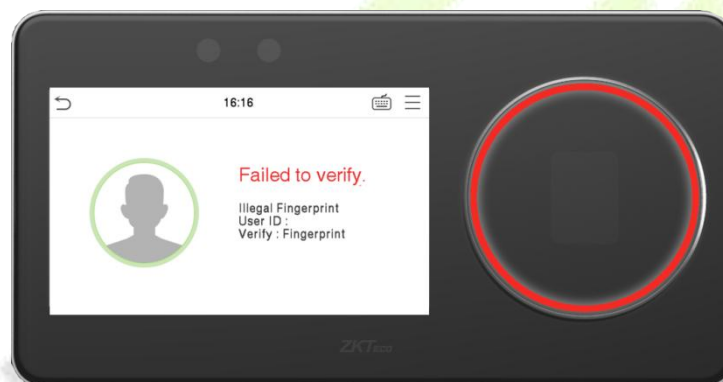 16:16
Failed to verify.
Illegal Fingerprint
User ID :
Verify : Fingerprint
ZKTeco